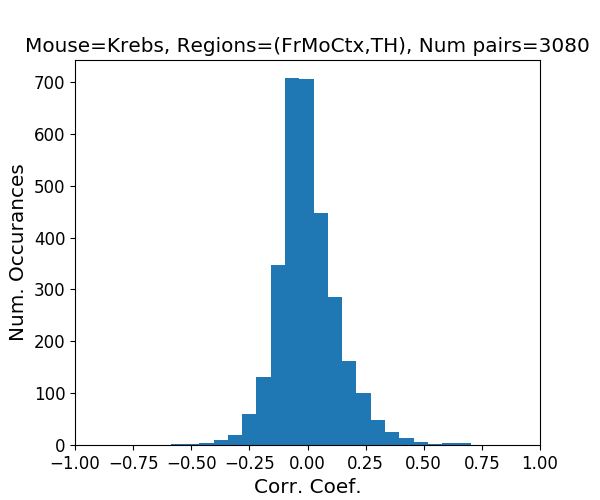 Mouse=Krebs, Regions=(FrMoCtx,TH), Num pairs=3080
Num. Occurances
700
600
500
400
300
200
100
0
−1.00 −0.75 −0.50 −0.25 0.00 0.25 0.50 0.75 1.00
Corr. Coef.